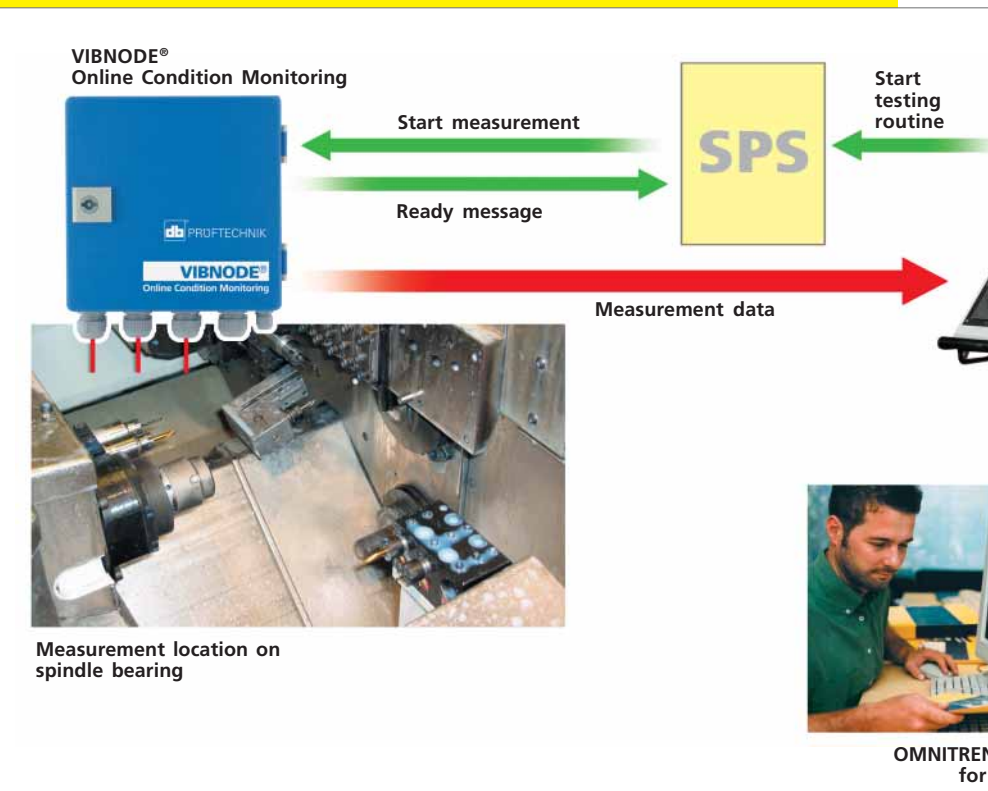 VIBNODE®
Online Condition Monitoring
Start measurement
Ready message
SPS
Start
testing
routine
db PRÜFTECHNIK
VIBNODE®
Online Condition Monitoring
Measurement data
Measurement location on
spindle bearing
OMNITREN
for